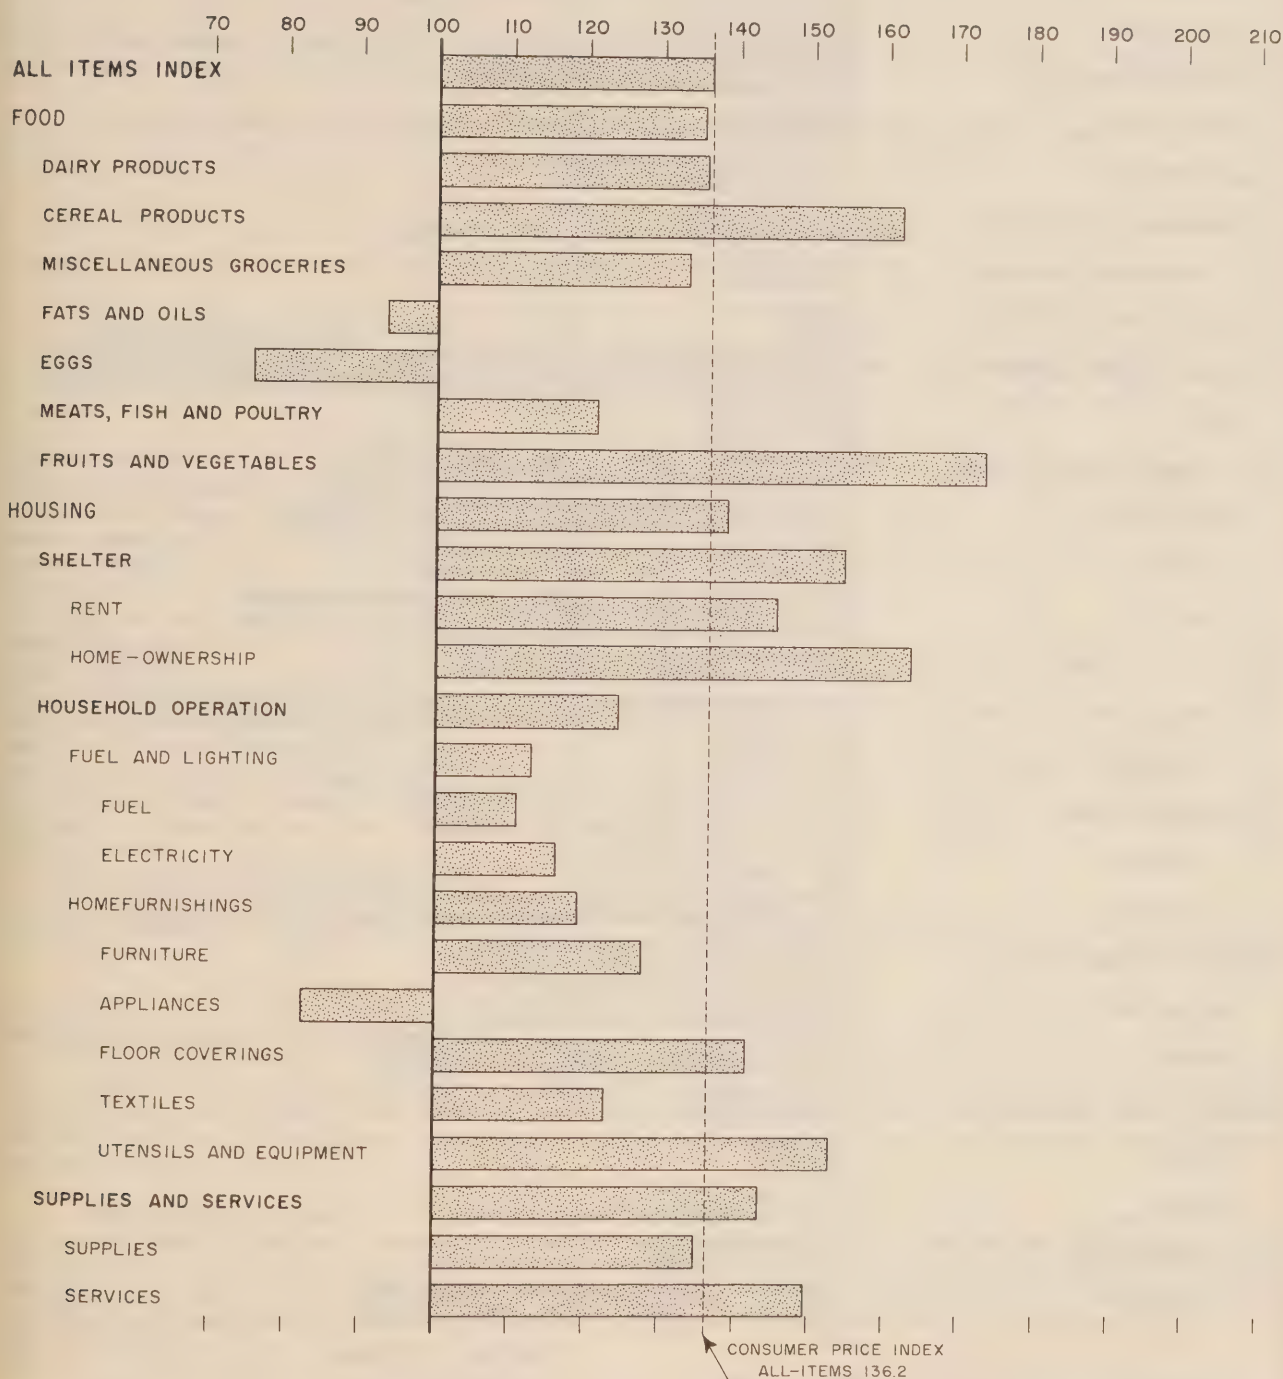 70 80 90 100 110 120 130 140 150 160 170 180 190 200 210
ALL ITEMS INDEX
FOOD
DAIRY PRODUCTS
CEREAL PRODUCTS
MISCELLANEOUS GROCERIES
FATS AND OILS
EGGS
MEATS, FISH AND POULTRY
FRUITS AND VEGETABLES
HOUSING
SHELTER
RENT
HOME-OWNERSHIP
HOUSEHOLD OPERATION
FUEL AND LIGHTING
FUEL
ELECTRICITY
HOMEFURNISHINGS
FURNITURE
APPLIANCES
FLOOR COVERINGS
TEXTILES
UTENSILS AND EQUIPMENT
SUPPLIES AND SERVICES
SUPPLIES
SERVICES
CONSUMER PRICE INDEX
ALL-ITEMS 136.2